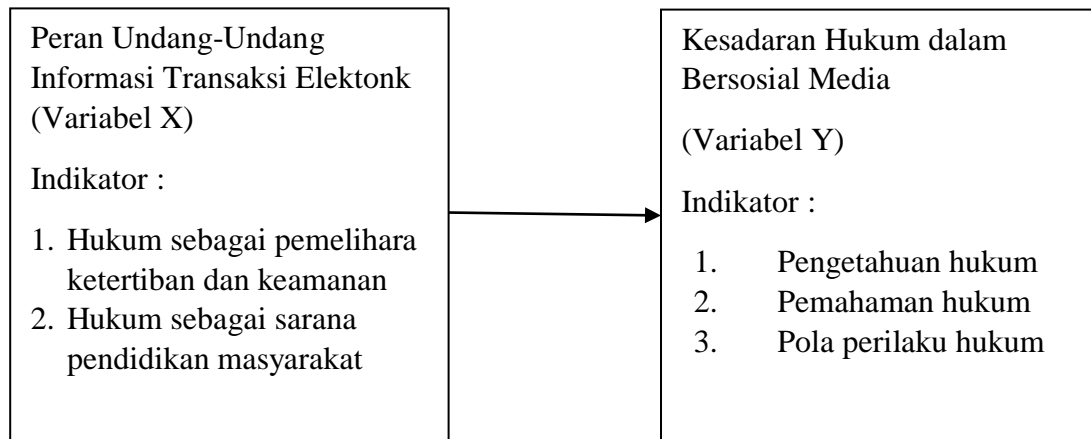 Peran Undang-Undang
Informasi Transaksi Elektonk
(Variabel X)
Indikator :
1. Hukum sebagai pemelihara
ketertiban dan keamanan
2. Hukum sebagai sarana
pendidikan masyarakat
Kesadaran Hukum dalam
Bersosial Media
(Variabel Y)
Indikator :
1. Pengetahuan hukum
2. Pemahaman hukum
3. Pola perilaku hukum